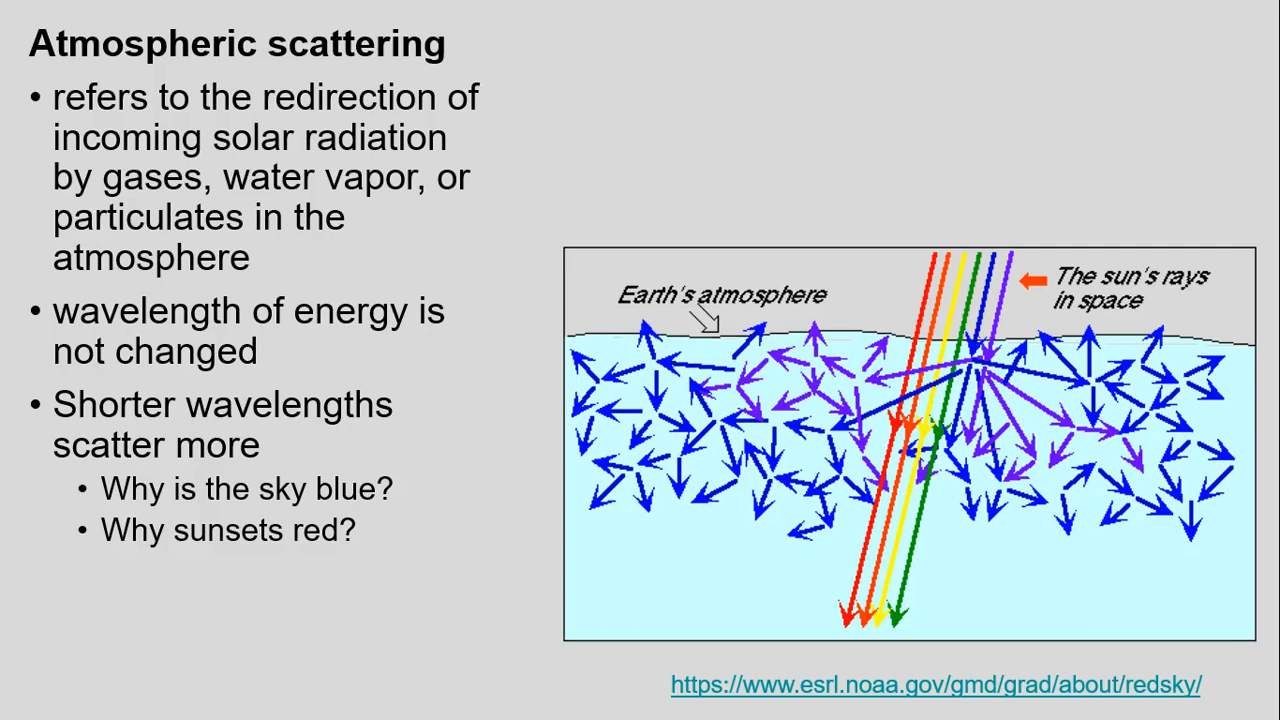 Atmospheric scattering
• refers to the redirection of
incoming solar radiation
by gases, water vapor, or
particulates in the
atmosphere
• wavelength of energy is
not changed
• Shorter wavelengths
scatter more
• Why is the sky blue?
• Why sunsets red?
Earth's atmosphere
The sun's rays
in space
https://www.esrl.noaa.gov/gmd/grad/about/redsky/